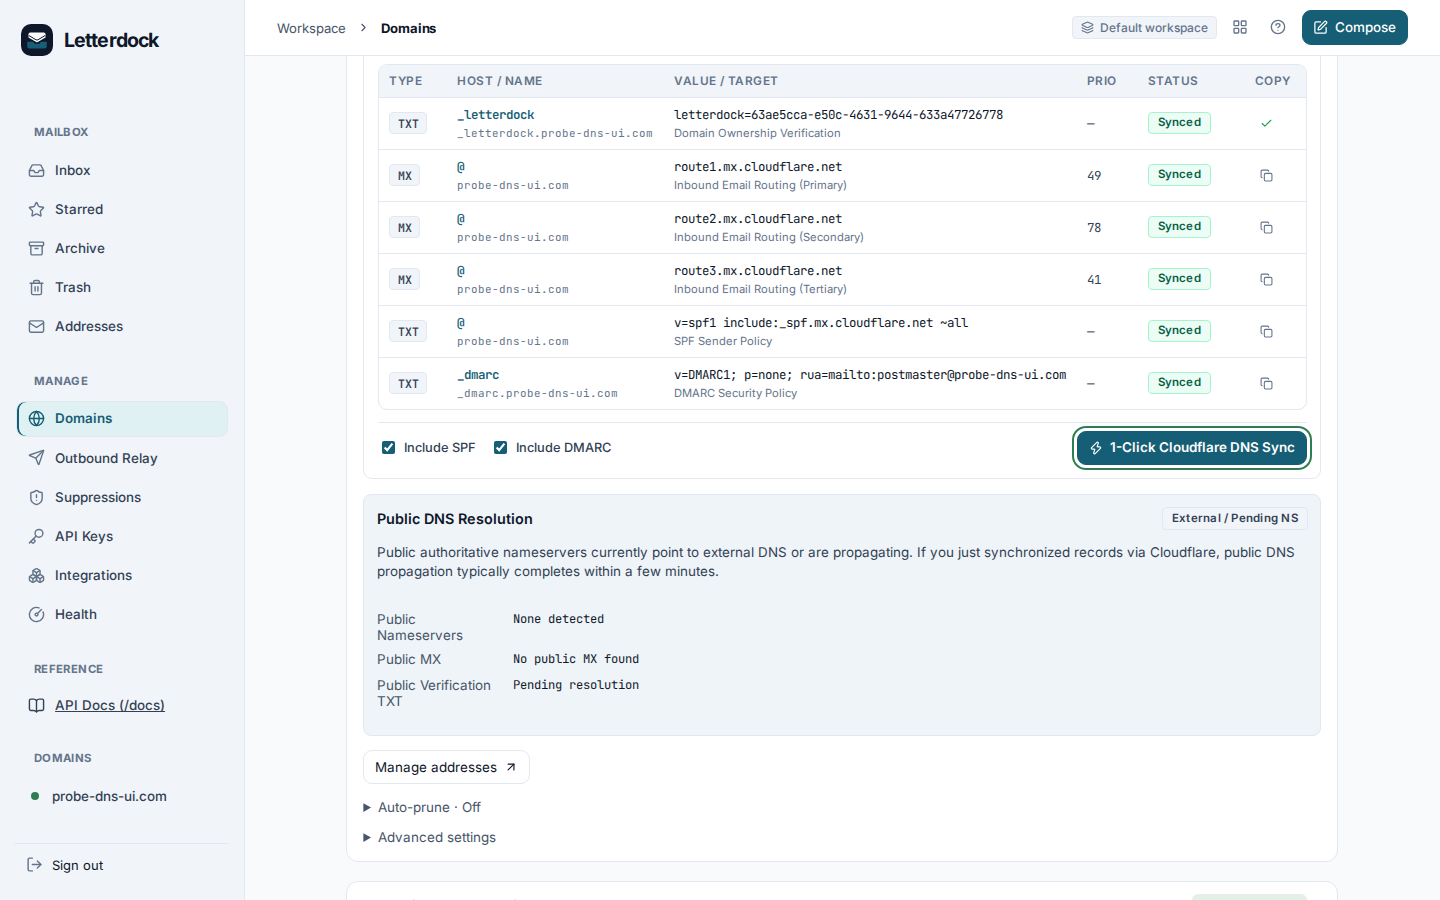 Letterdock
Workspace > Domains
Default workspace
Compose
MAILBOX
Inbox
Starred
Archive
Trash
Addresses
MANAGE
Domains
Outbound Relay
Suppressions
API Keys
Integrations
Health
REFERENCE
API Docs (/docs)
DOMAINS
probe-dns-ui.com
Sign out
TYPE HOST / NAME VALUE / TARGET PRIO STATUS COPY
TXT _letterdock letterdock=63ae5cca-e50c-4631-9644-633a47726778 – Synced
_letterdock.probe-dns-ui.com Domain Ownership Verification
MX @ route1.mx.cloudflare.net 49 Synced
probe-dns-ui.com Inbound Email Routing (Primary)
MX @ route2.mx.cloudflare.net 78 Synced
probe-dns-ui.com Inbound Email Routing (Secondary)
MX @ route3.mx.cloudflare.net 41 Synced
probe-dns-ui.com Inbound Email Routing (Tertiary)
TXT @ v=spf1 include:_spf.mx.cloudflare.net ~all – Synced
probe-dns-ui.com SPF Sender Policy
TXT _dmarc v=DMARC1; p=none; rua=mailto:postmaster@probe-dns-ui.com – Synced
_dmarc.probe-dns-ui.com DMARC Security Policy
Include SPF Include DMARC
1-Click Cloudflare DNS Sync
Public DNS Resolution
External / Pending NS
Public authoritative nameservers currently point to external DNS or are propagating. If you just synchronized records via Cloudflare, public DNS
propagation typically completes within a few minutes.
Public None detected
Nameservers
Public MX No public MX found
Public Verification Pending resolution
TXT
Manage addresses
Auto-prune · Off
Advanced settings